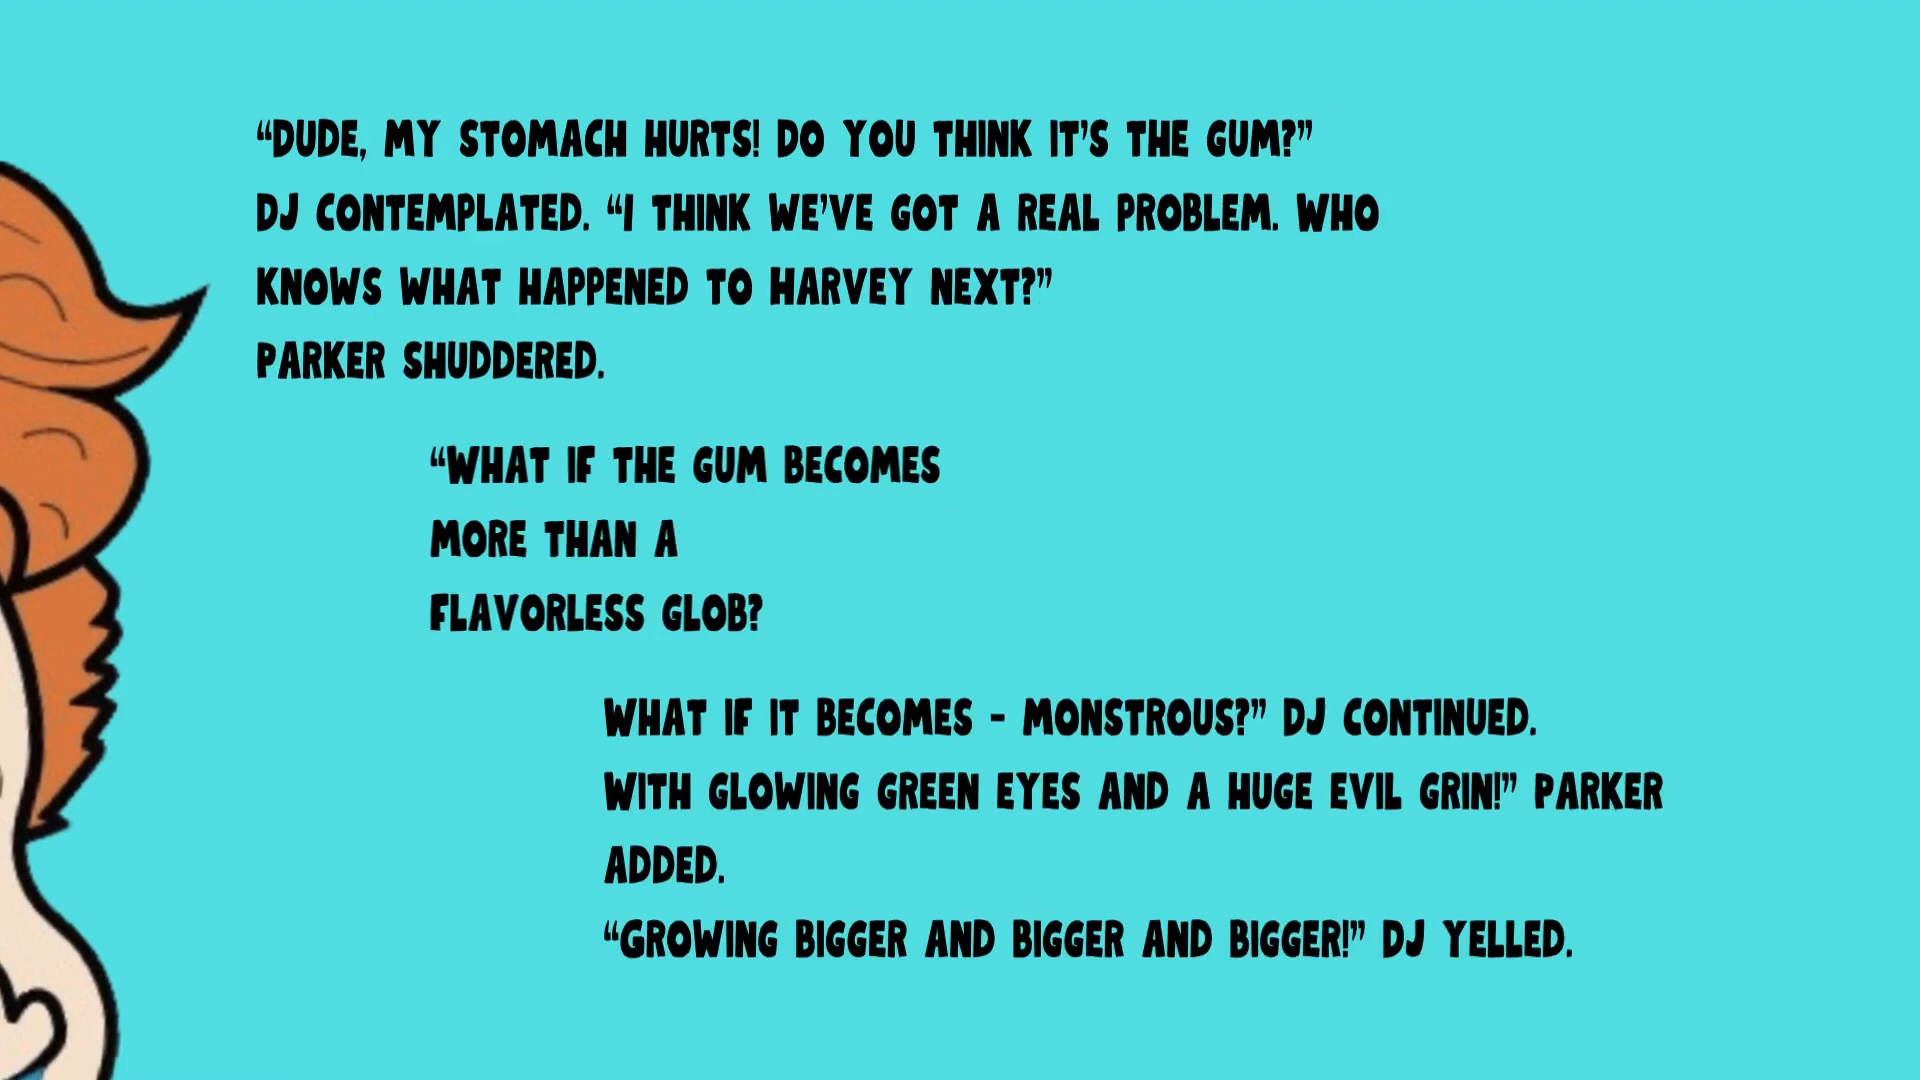 “DUDE, MY STOMACH HURTS! DO YOU THINK IT’S THE GUM?”
DJ CONTEMPLATED. “I THINK WE’VE GOT A REAL PROBLEM. WHO
KNOWS WHAT HAPPENED TO HARVEY NEXT?”
PARKER SHUDDERED.
“WHAT IF THE GUM BECOMES
MORE THAN A
FLAVORLESS GLOB?
WHAT IF IT BECOMES - MONSTROUS?” DJ CONTINUED.
WITH GLOWING GREEN EYES AND A HUGE EVIL GRIN!” PARKER
ADDED.
“GROWING BIGGER AND BIGGER AND BIGGER!” DJ YELLED.